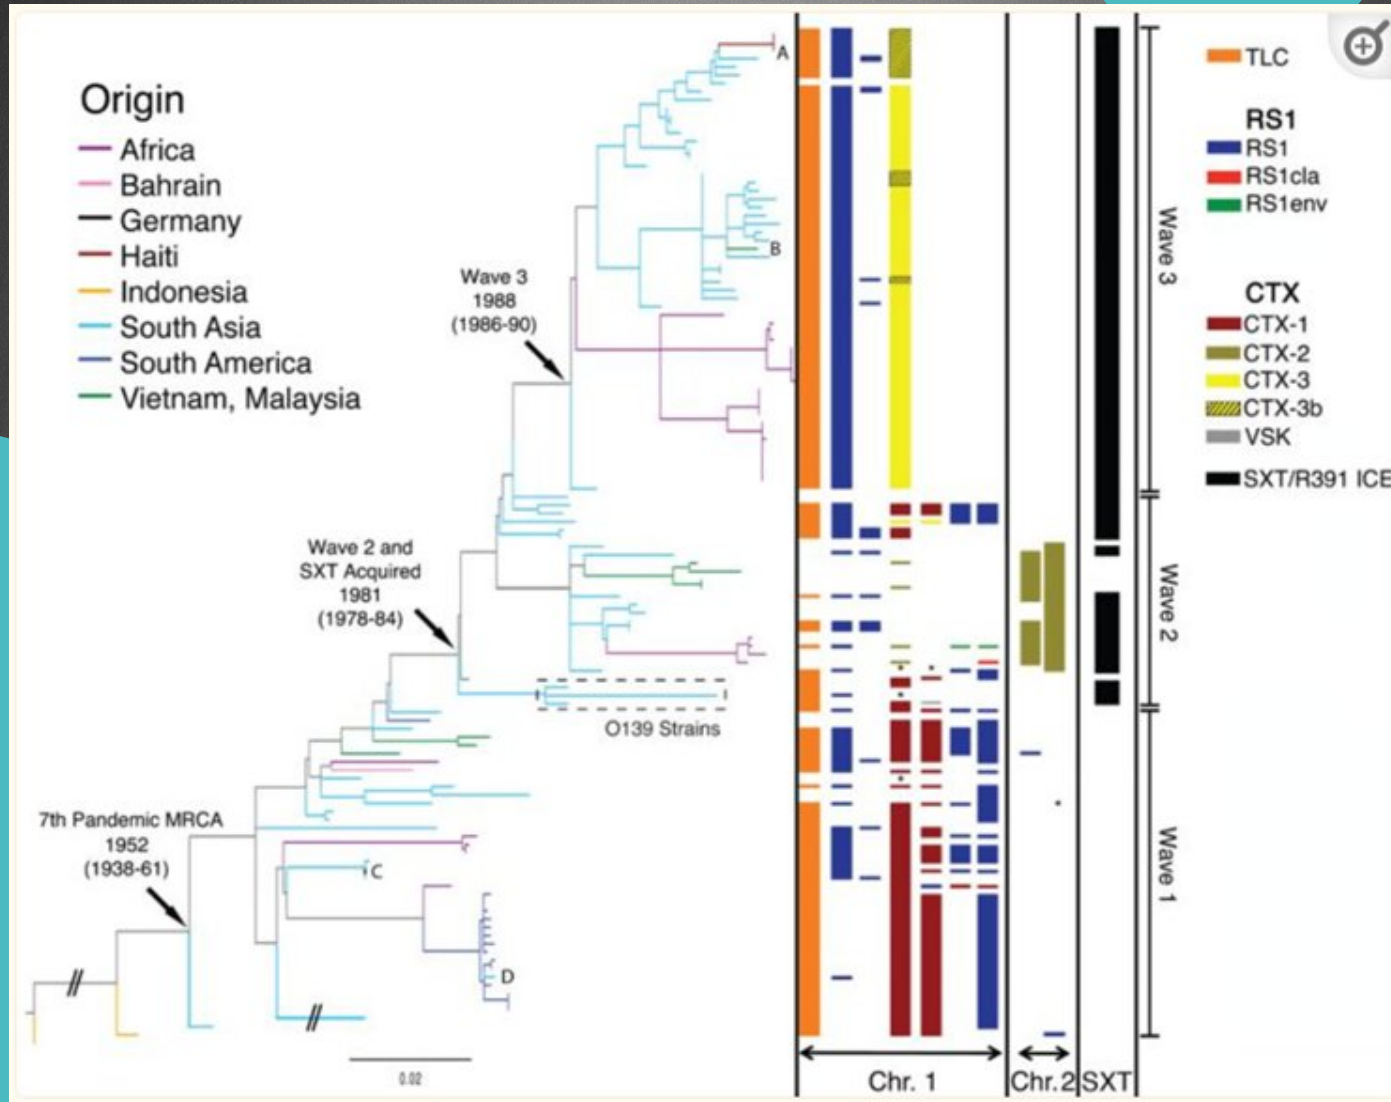 Origin
Africa
Bahrain
Germany
Haiti
Indonesia
South Asia
South America
Vietnam, Malaysia
A
B
Wave 3
1988
(1986-90)
Wave 2 and
SXT Acquired
1981
(1978-84)
O139 Strains
7th Pandemic MRCA
1952
(1938-61)
C
D
0.02
Chr. 1
Chr.2
SXT
Wave 3
Wave 2
Wave 1
TLC
RS1
RS1
RS1cla
RS1env
CTX
CTX-1
CTX-2
CTX-3
CTX-3b
VSK
SXT/R391 ICE